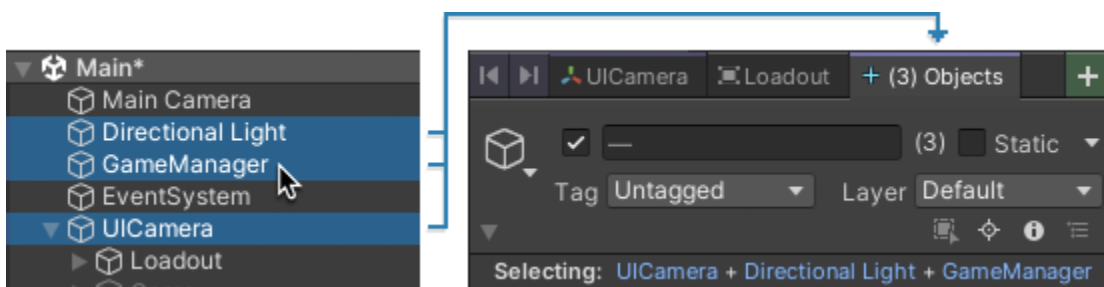 Main*
Main Camera
Directional Light
GameManager
EventSystem
UICamera
Loadout
UICamera Loadout + (3) Objects +
— (3) Static
Tag Untagged Layer Default
Selecting: UICamera + Directional Light + GameManager